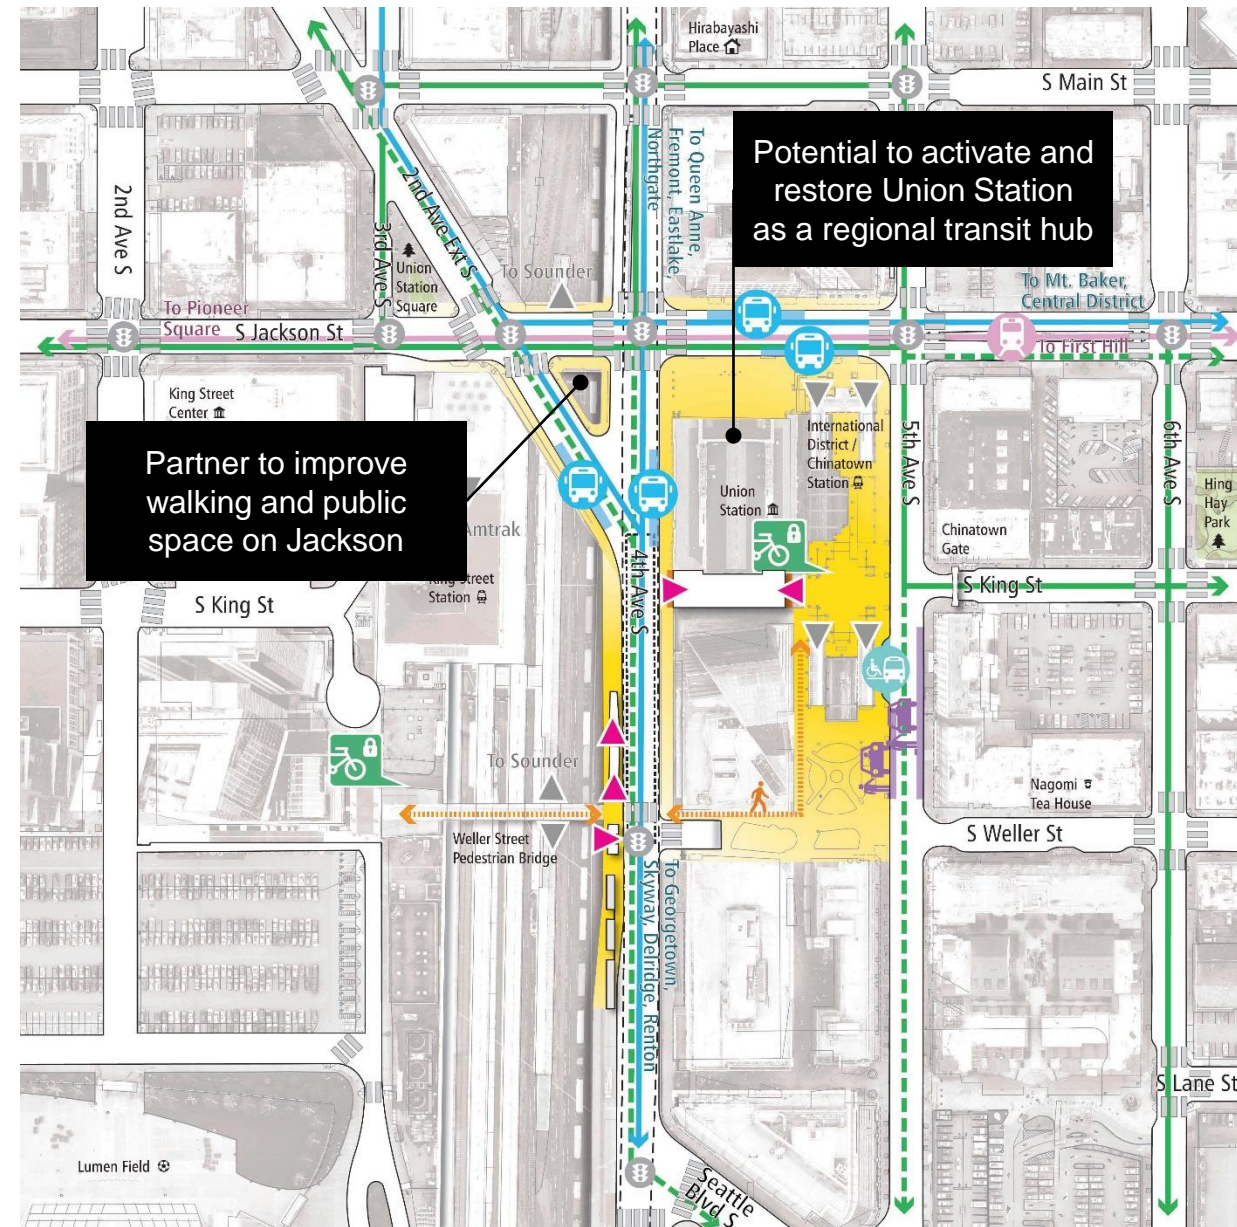 Hirabayashi
Place
S Main St
To Queen Anne,
Fremont, Eastlake,
Northgate
Potential to activate and
restore Union Station
as a regional transit hub
2nd Ave S
3rd Ave S
2nd Ave Ext S
Union
Station
Square
To Sounder
To Mt. Baker,
Central District
To Pioneer
Square
S Jackson St
To First Hill
King Street
Center
Partner to improve
walking and public
space on Jackson
Amtrak
King Street
Station
International
District /
Chinatown
Station
Union
Station
5th Ave S
6th Ave S
Hing
Hay
Park
Chinatown
Gate
S King St
S King St
4th Ave S
To Sounder
Weller Street
Pedestrian Bridge
Nagomi
Tea House
S Weller St
To Georgetown,
Skyway, Delridge, Renton
S Lane St
Lumen Field
Seattle
Blvd S